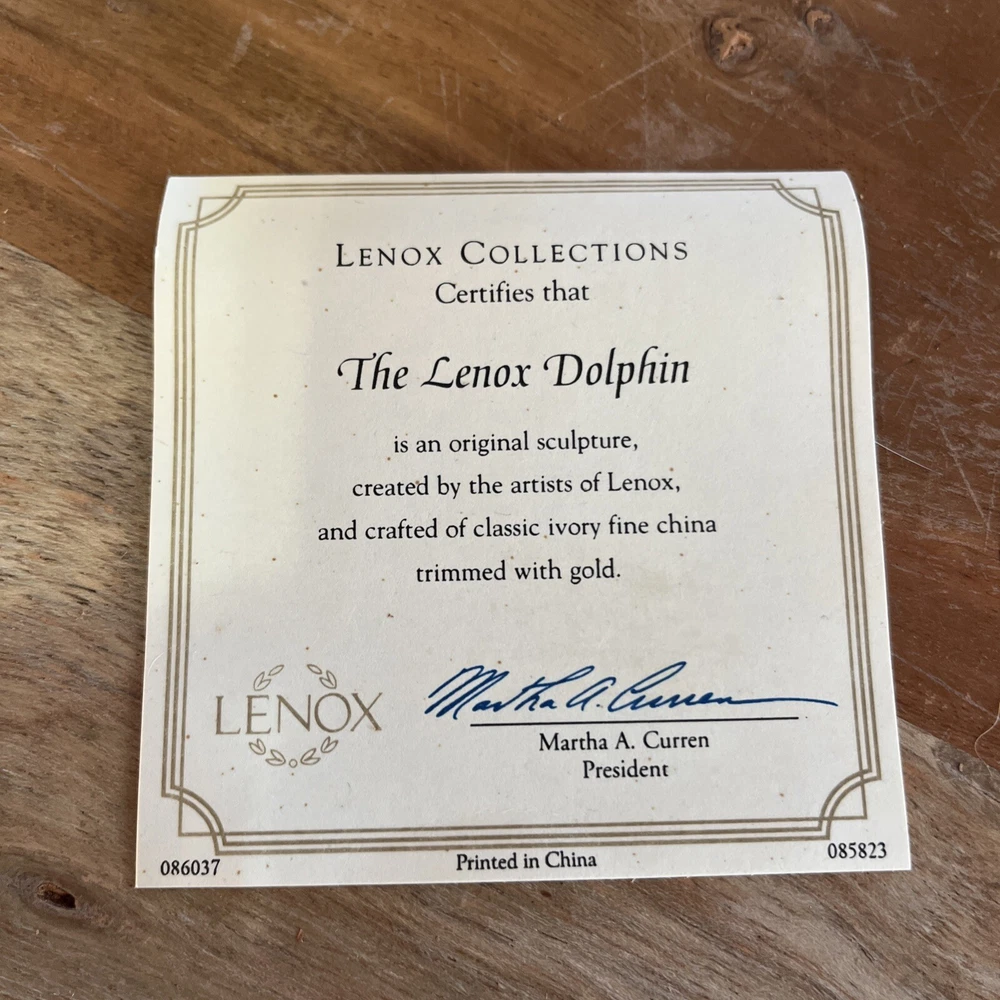 LENOX COLLECTIONS
Certifies that
The Lenox Dolphin
is an original sculpture,
created by the artists of Lenox,
and crafted of classic ivory fine china
trimmed with gold.
LENOX
Martha A. Curren
Martha A. Curren
President
086037
Printed in China
085823